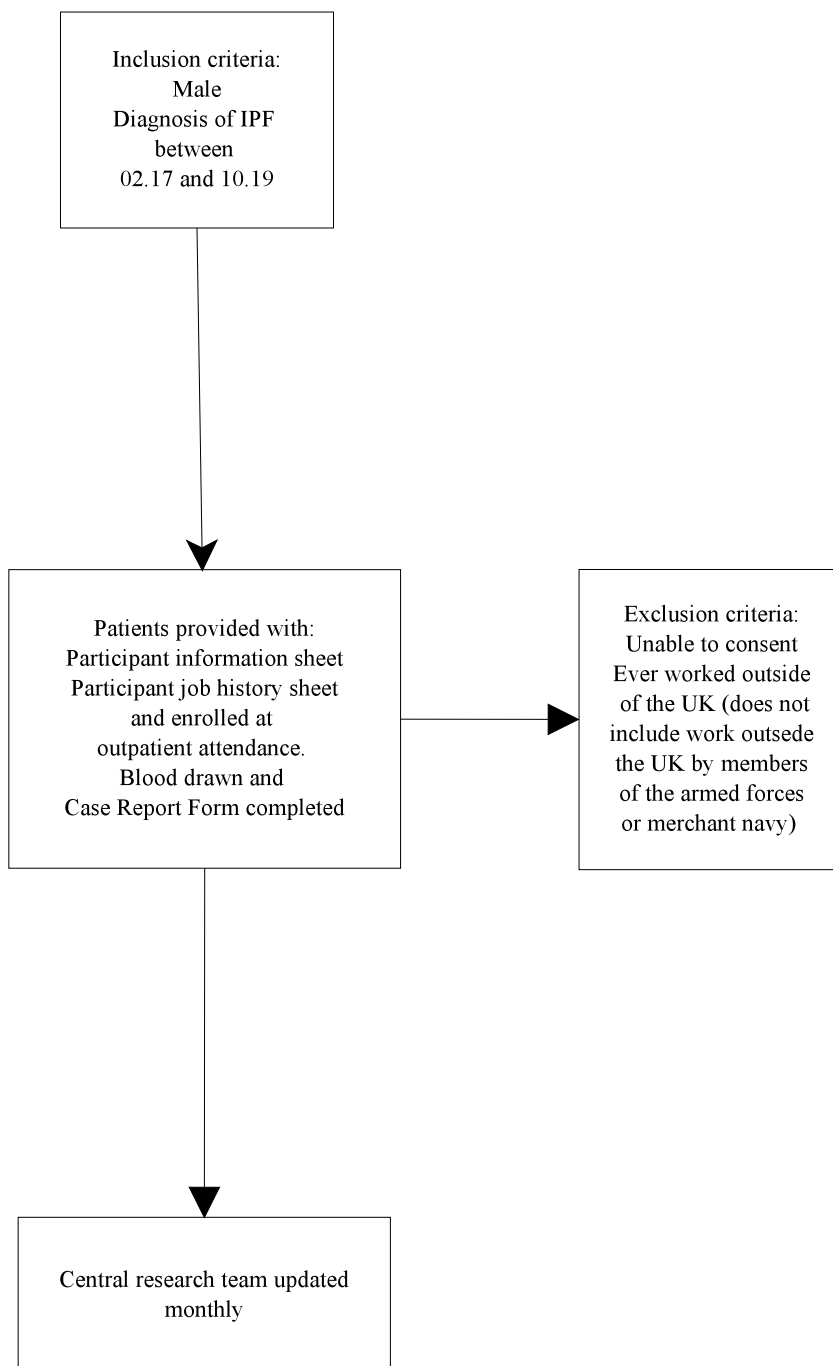 Inclusion criteria:
Male
Diagnosis of IPF
between
02.17 and 10.19
Patients provided with:
Participant information sheet
Participant job history sheet
and enrolled at
outpatient attendance.
Blood drawn and
Case Report Form completed
Exclusion criteria:
Unable to consent
Ever worked outside
of the UK (does not
include work outsede
the UK by members
of the armed forces
or merchant navy)
Central research team updated
monthly